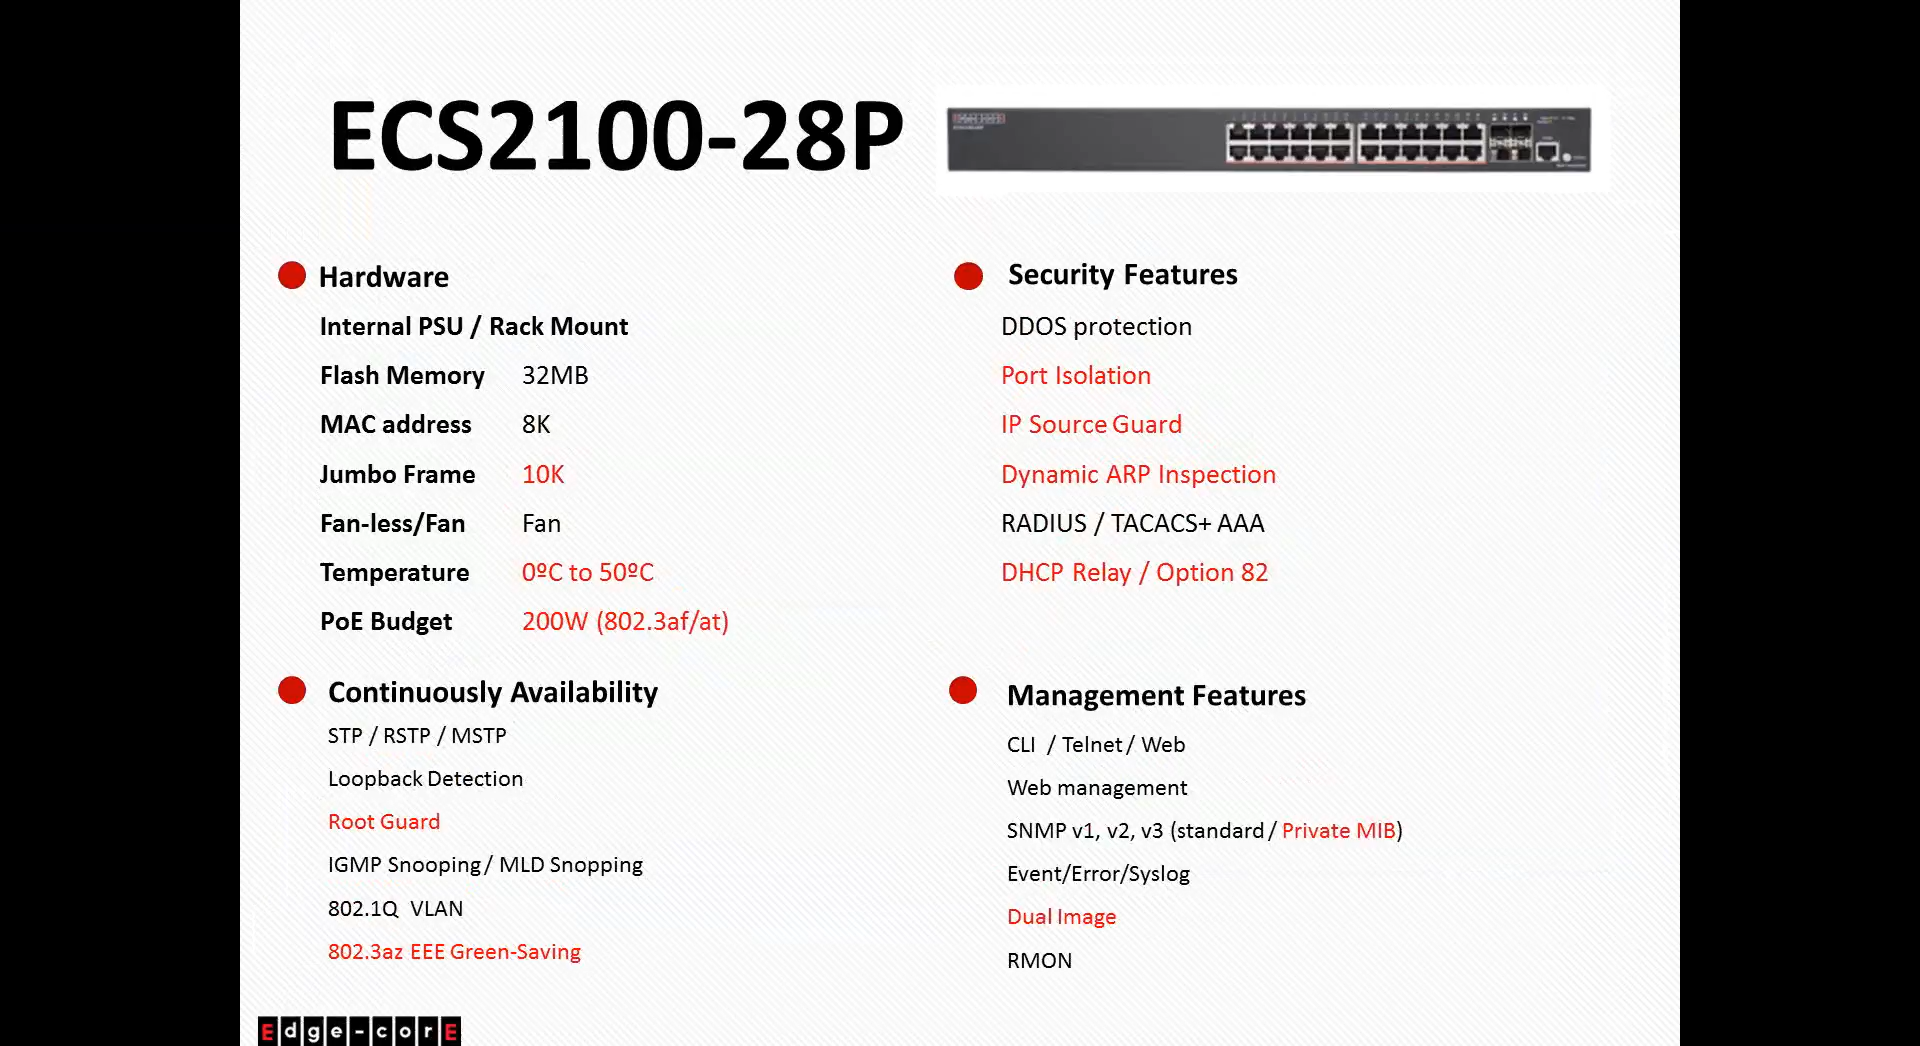 ECS2100-28P
Hardware
Internal PSU / Rack Mount
Flash Memory 32MB
MAC address 8K
Jumbo Frame 10K
Fan-less/Fan Fan
Temperature 0ºC to 50ºC
PoE Budget 200W (802.3af/at)
Security Features
DDOS protection
Port Isolation
IP Source Guard
Dynamic ARP Inspection
RADIUS / TACACS+ AAA
DHCP Relay / Option 82
Continuously Availability
STP / RSTP / MSTP
Loopback Detection
Root Guard
IGMP Snooping / MLD Snopping
802.1Q VLAN
802.3az EEE Green-Saving
Management Features
CLI / Telnet / Web
Web management
SNMP v1, v2, v3 (standard / Private MIB)
Event/Error/Syslog
Dual Image
RMON
Edge-corE